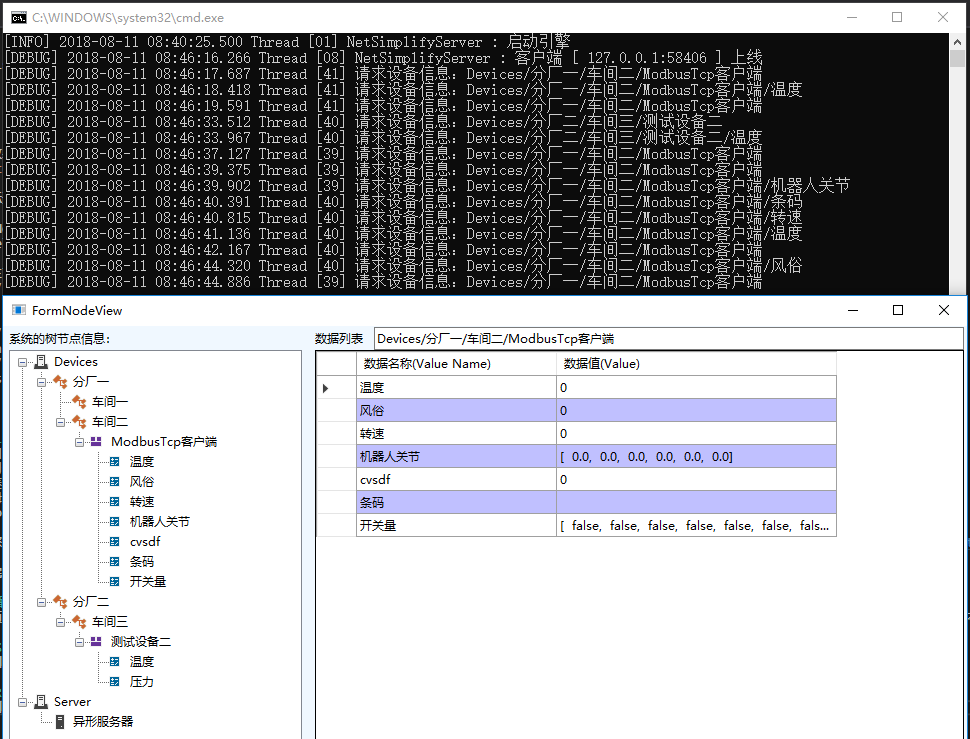 C:\WINDOWS\system32\cmd.exe
[INFO] 2018-08-11 08:40:25.500 Thread [01] NetSimplifyServer : 启动引擎
[DEBUG] 2018-08-11 08:46:16.266 Thread [08] NetSimplifyServer : 客户端 [ 127.0.0.1:58406 ] 上线
[DEBUG] 2018-08-11 08:46:17.687 Thread [41] 请求设备信息: Devices/分厂一/车间二/ModbusTcp客户端
[DEBUG] 2018-08-11 08:46:18.418 Thread [41] 请求设备信息: Devices/分厂一/车间二/ModbusTcp客户端/温度
[DEBUG] 2018-08-11 08:46:19.591 Thread [41] 请求设备信息: Devices/分厂一/车间二/ModbusTcp客户端
[DEBUG] 2018-08-11 08:46:33.512 Thread [40] 请求设备信息: Devices/分厂二/车间三/测试设备二
[DEBUG] 2018-08-11 08:46:33.967 Thread [40] 请求设备信息: Devices/分厂二/车间三/测试设备二/温度
[DEBUG] 2018-08-11 08:46:37.127 Thread [39] 请求设备信息: Devices/分厂一/车间二/ModbusTcp客户端
[DEBUG] 2018-08-11 08:46:39.375 Thread [39] 请求设备信息: Devices/分厂一/车间二/ModbusTcp客户端
[DEBUG] 2018-08-11 08:46:39.902 Thread [39] 请求设备信息: Devices/分厂一/车间二/ModbusTcp客户端/机器人关节
[DEBUG] 2018-08-11 08:46:40.391 Thread [40] 请求设备信息: Devices/分厂一/车间二/ModbusTcp客户端/条码
[DEBUG] 2018-08-11 08:46:40.815 Thread [40] 请求设备信息: Devices/分厂一/车间二/ModbusTcp客户端/转速
[DEBUG] 2018-08-11 08:46:41.136 Thread [40] 请求设备信息: Devices/分厂一/车间二/ModbusTcp客户端/温度
[DEBUG] 2018-08-11 08:46:42.167 Thread [40] 请求设备信息: Devices/分厂一/车间二/ModbusTcp客户端
[DEBUG] 2018-08-11 08:46:44.320 Thread [40] 请求设备信息: Devices/分厂一/车间二/ModbusTcp客户端/风俗
[DEBUG] 2018-08-11 08:46:44.886 Thread [39] 请求设备信息: Devices/分厂一/车间二/ModbusTcp客户端
FormNodeView
系统的树节点信息:
Devices
分厂一
车间一
车间二
ModbusTcp客户端
温度
风俗
转速
机器人关节
cvsdf
条码
开关量
分厂二
车间三
测试设备二
温度
压力
Server
异形服务器
数据列表 Devices/分厂一/车间二/ModbusTcp客户端
数据名称(Value Name) 数据值(Value)
温度 0
风俗 0
转速 0
机器人关节 [ 0.0, 0.0, 0.0, 0.0, 0.0, 0.0]
cvsdf 0
条码
开关量 [ false, false, false, false, false, false, fals...